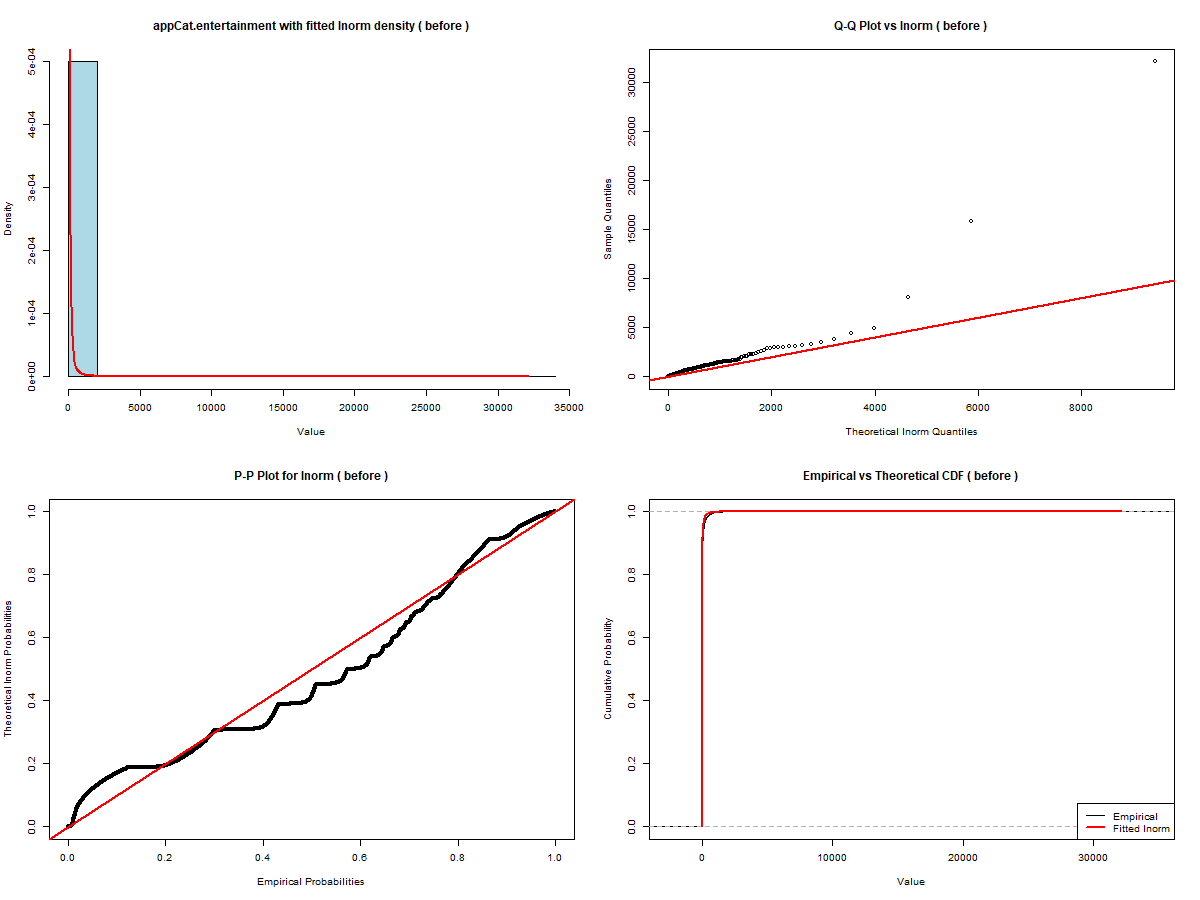 appCat.entertainment with fitted lnorm density ( before )
Density
0e+00 1e-04 2e-04 3e-04 4e-04 5e-04
0 5000 10000 15000 20000 25000 30000 35000
Value
Q-Q Plot vs lnorm ( before )
Sample Quantiles
0 5000 10000 15000 20000 25000 30000
0 2000 4000 6000 8000
Theoretical lnorm Quantiles
P-P Plot for lnorm ( before )
Theoretical lnorm Probabilities
0.0 0.2 0.4 0.6 0.8 1.0
0.0 0.2 0.4 0.6 0.8 1.0
Empirical Probabilities
Empirical vs Theoretical CDF ( before )
Cumulative Probability
0.0 0.2 0.4 0.6 0.8 1.0
0 10000 20000 30000
Value
Empirical
Fitted lnorm